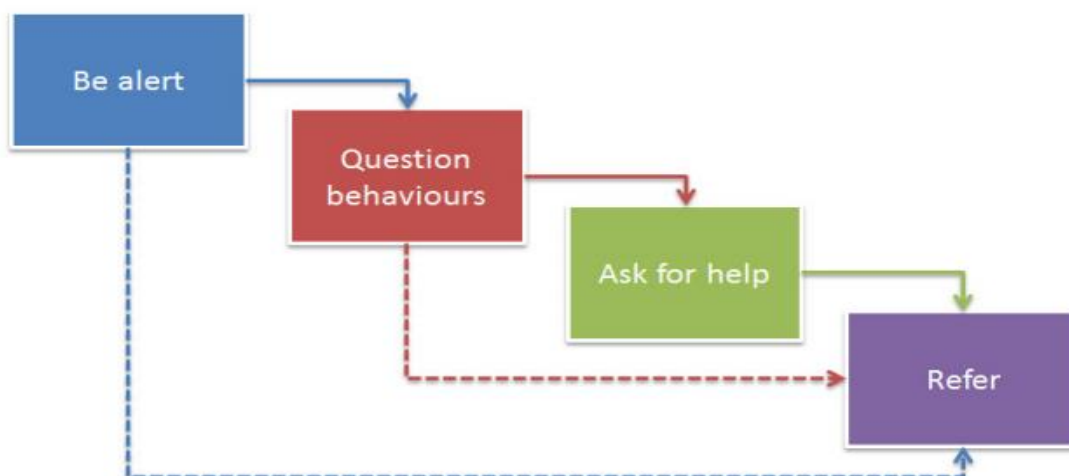 Be alert
Question
behaviours
Ask for help
Refer